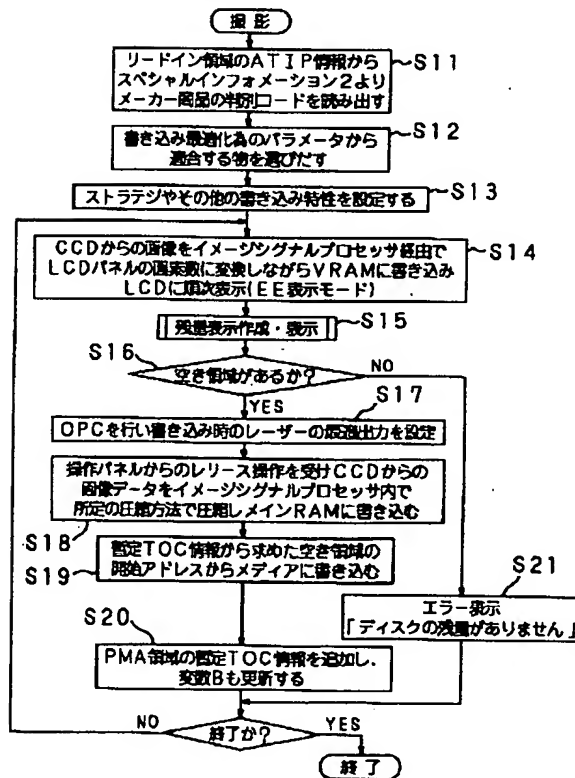 撮影
リードイン領域のATIP情報から
スペシャルインフォメーション2より
メーカー商品の判別コードを読み出す
S11
書き込み最適化為のパラメータから
適合する物を選びだす
S12
ストラテジやその他の書き込み特性を設定する
S13
CCDからの画像をイメージシグナルプロセッサ経由で
LCDパネルの画素数に変換しながらVRAMに書き込み
LCDに順次表示(EE表示モード)
S14
残量表示作成・表示
S15
S16
空き領域があるか?
NO
YES
S17
OPCを行い書き込み時のレーザーの最適出力を設定
操作パネルからのレリース操作を受けCCDからの
画像データをイメージシグナルプロセッサ内で
所定の圧縮方法で圧縮しメインRAMに書き込む
S18
暫定TOC情報から求めた空き領域の
開始アドレスからメディアに書き込む
S19
S21
エラー表示
「ディスクの残量がありません」
S20
PMA領域の暫定TOC情報を追加し、
変数Bも更新する
NO
終了か?
YES
終了